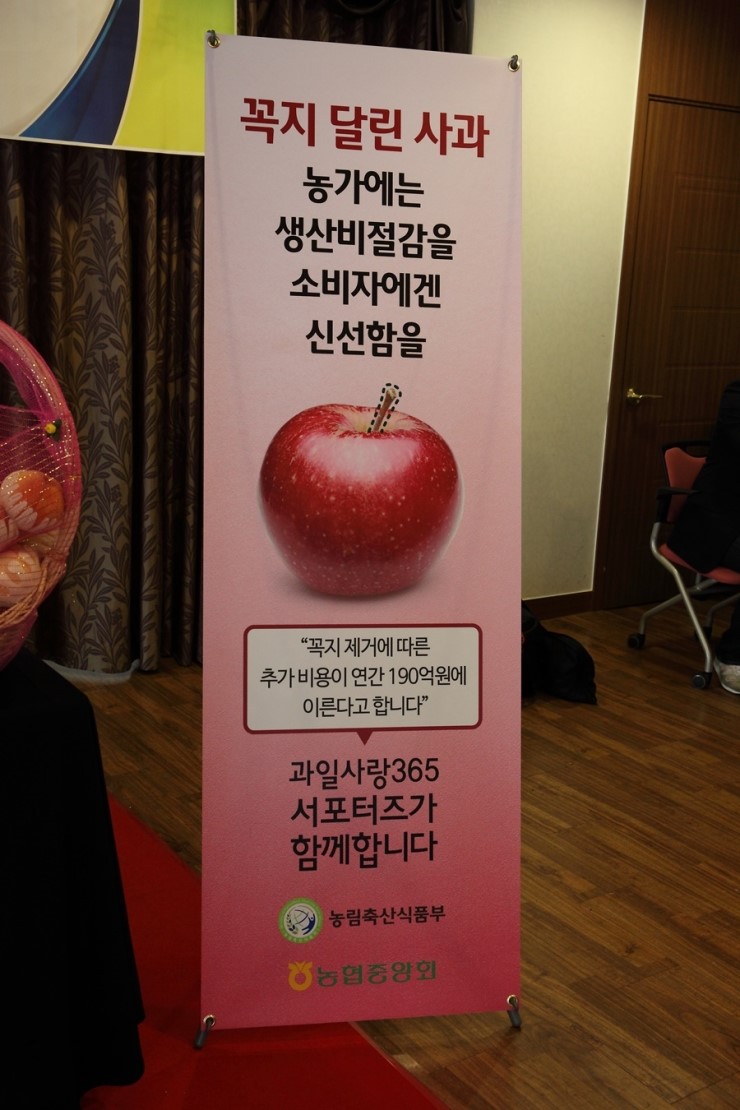 꼭지 달린 사과
농가에는
생산비절감을
소비자에겐
신선함을
“꼭지 제거에 따른
추가 비용이 연간 190억원에
이른다고 합니다”
과일사랑365
서포터즈가
함께합니다
농림축산식품부
농협중앙회